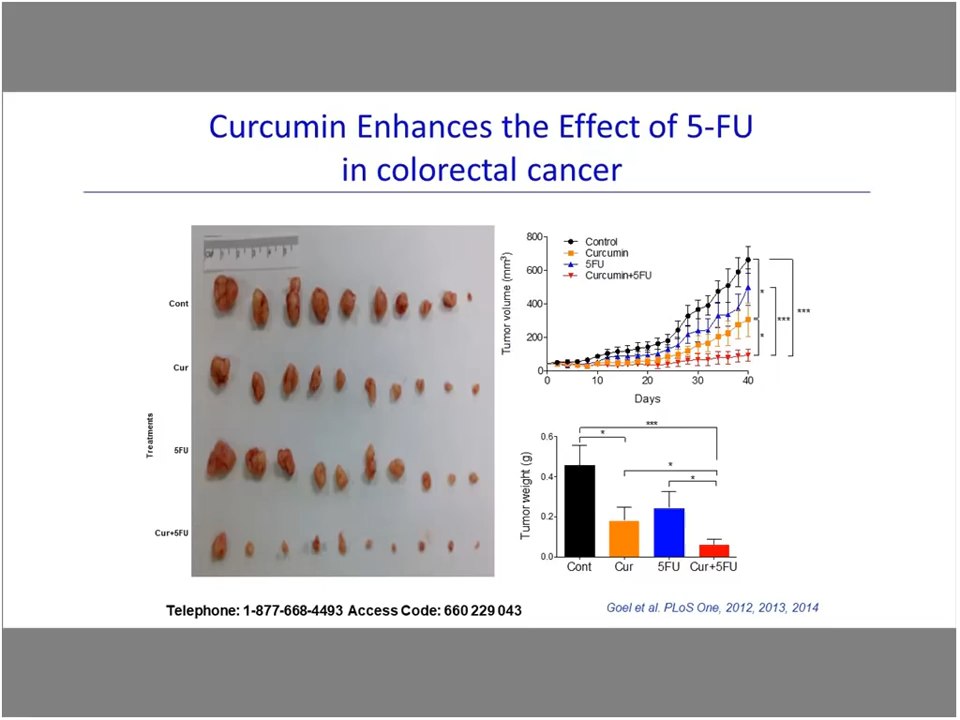 Curcumin Enhances the Effect of 5-FU
in colorectal cancer
Treatments
Cont
Cur
5FU
Cur+5FU
Tumor volume (mm³)
800
600
400
200
0
Control
Curcumin
5FU
Curcumin+5FU
*
*
*
***
***
0 10 20 30 40
Days
Tumor weight (g)
0.6
0.4
0.2
0.0
***
*
*
*
Cont Cur 5FU Cur+5FU
Telephone: 1-877-668-4493 Access Code: 660 229 043
Goel et al. PLoS One, 2012, 2013, 2014